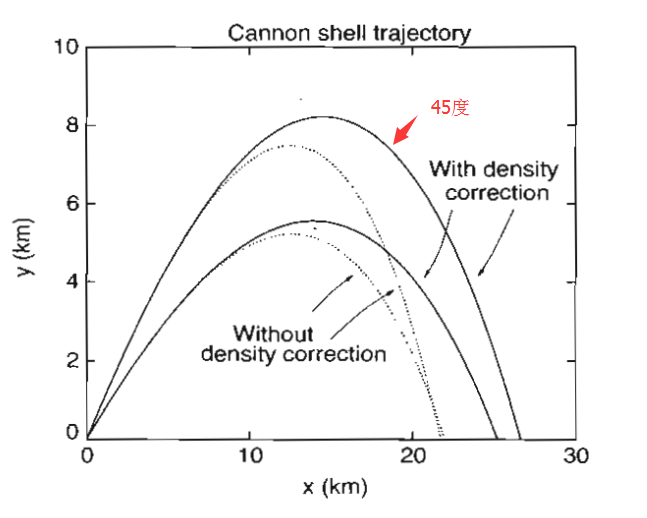 Cannon shell trajectory
10
8
6
4
2
0
y (km)
45度
With density
correction
Without
density correction
0
10
20
30
x (km)